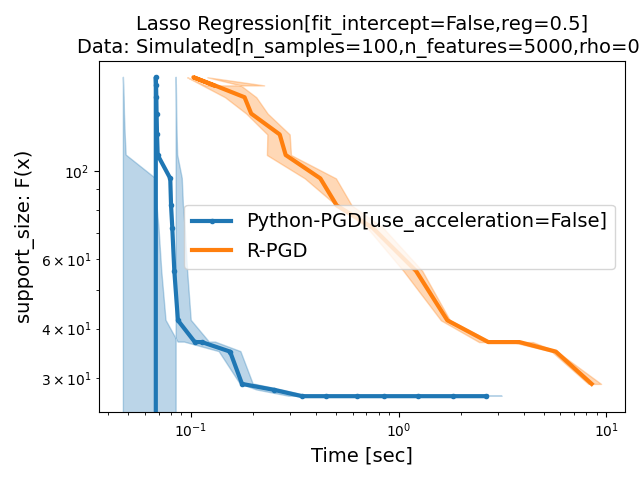 Lasso Regression[fit_intercept=False,reg=0.5]
Data: Simulated[n_samples=100,n_features=5000,rho=0
support_size: F(x)
10²
6 × 10¹
4 × 10¹
3 × 10¹
Python-PGD[use_acceleration=False]
R-PGD
10⁻¹
10⁰
10¹
Time [sec]